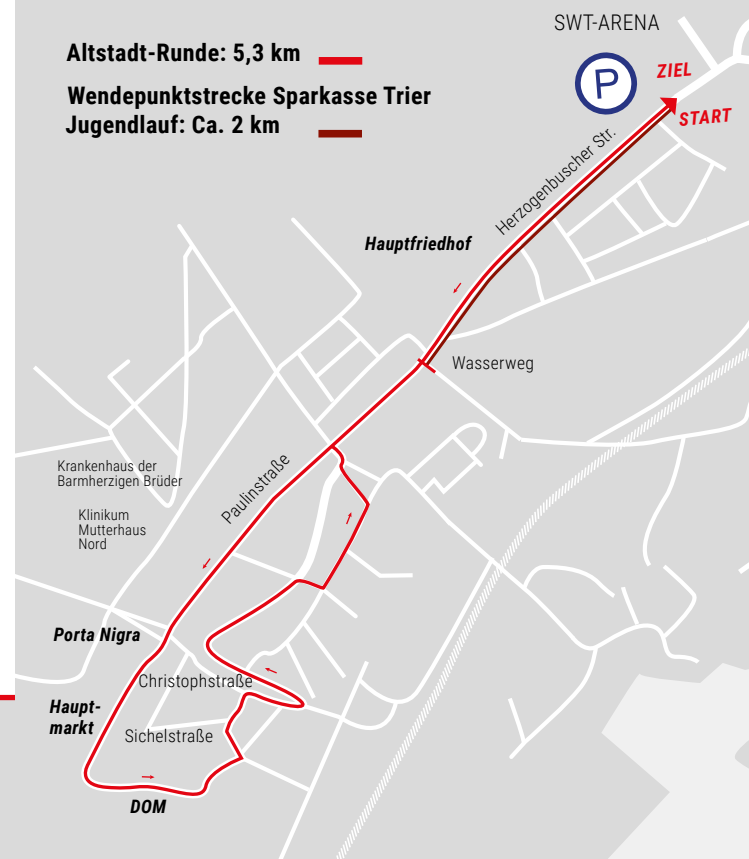 SWT-ARENA
Altstadt-Runde: 5,3 km
P
ZIEL
Wendepunktstrecke Sparkasse Trier
Jugendlauf: Ca. 2 km
START
Herzogenbuscher Str.
Hauptfriedhof
Wasserweg
Krankenhaus der
Barmherzigen Brüder
Paulinstraße
Klinikum
Mutterhaus
Nord
Porta Nigra
Christophstraße
Haupt-
markt
Sichelstraße
DOM